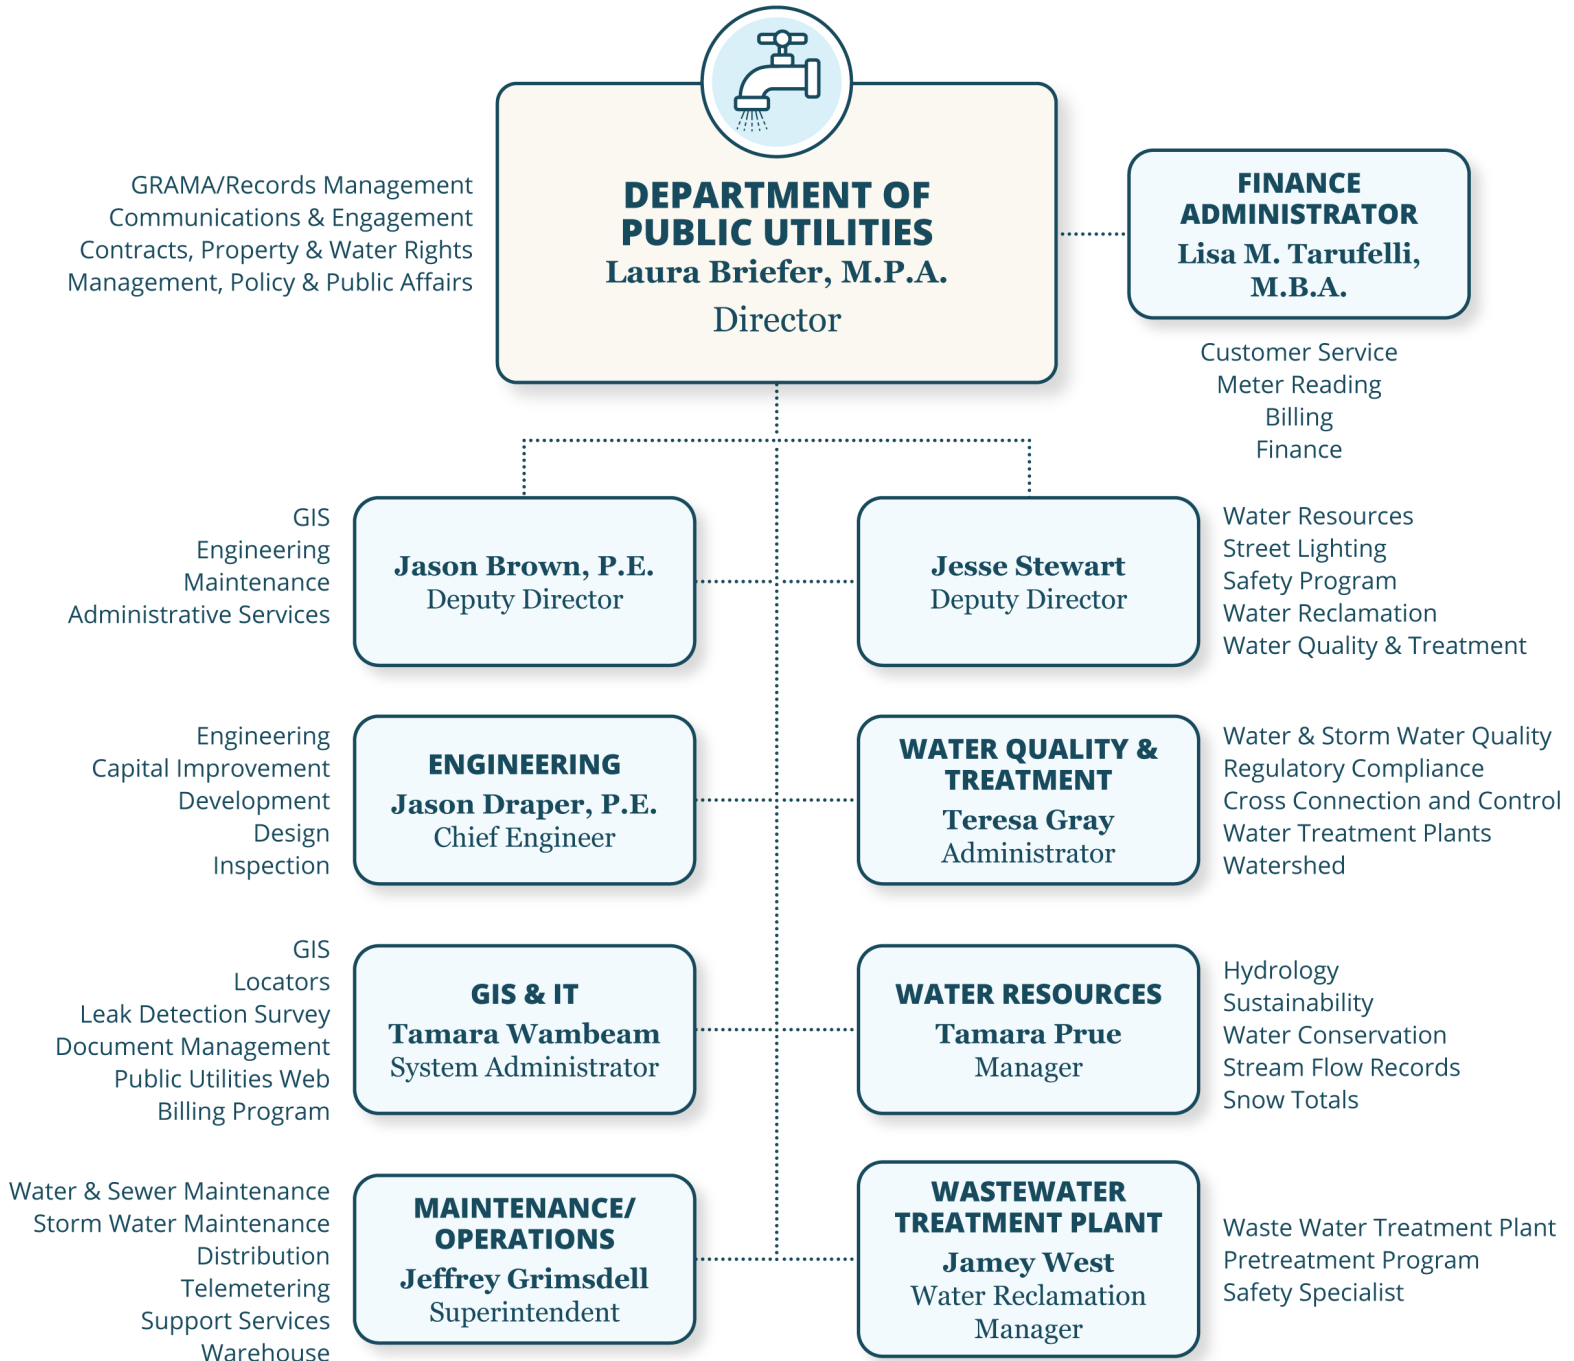 DEPARTMENT OF
PUBLIC UTILITIES
Laura Briefer, M.P.A.
Director
GRAMA/Records Management
Communications & Engagement
Contracts, Property & Water Rights
Management, Policy & Public Affairs
FINANCE
ADMINISTRATOR
Lisa M. Tarufelli,
M.B.A.
Customer Service
Meter Reading
Billing
Finance
GIS
Engineering
Maintenance
Administrative Services
Jason Brown, P.E.
Deputy Director
Jesse Stewart
Deputy Director
Water Resources
Street Lighting
Safety Program
Water Reclamation
Water Quality & Treatment
Engineering
Capital Improvement
Development
Design
Inspection
ENGINEERING
Jason Draper, P.E.
Chief Engineer
WATER QUALITY &
TREATMENT
Teresa Gray
Administrator
Water & Storm Water Quality
Regulatory Compliance
Cross Connection and Control
Water Treatment Plants
Watershed
GIS
Locators
Leak Detection Survey
Document Management
Public Utilities Web
Billing Program
GIS & IT
Tamara Wambeam
System Administrator
WATER RESOURCES
Tamara Prue
Manager
Hydrology
Sustainability
Water Conservation
Stream Flow Records
Snow Totals
Water & Sewer Maintenance
Storm Water Maintenance
Distribution
Telemetering
Support Services
Warehouse
MAINTENANCE/
OPERATIONS
Jeffrey Grimsdell
Superintendent
WASTEWATER
TREATMENT PLANT
Jamey West
Water Reclamation
Manager
Waste Water Treatment Plant
Pretreatment Program
Safety Specialist